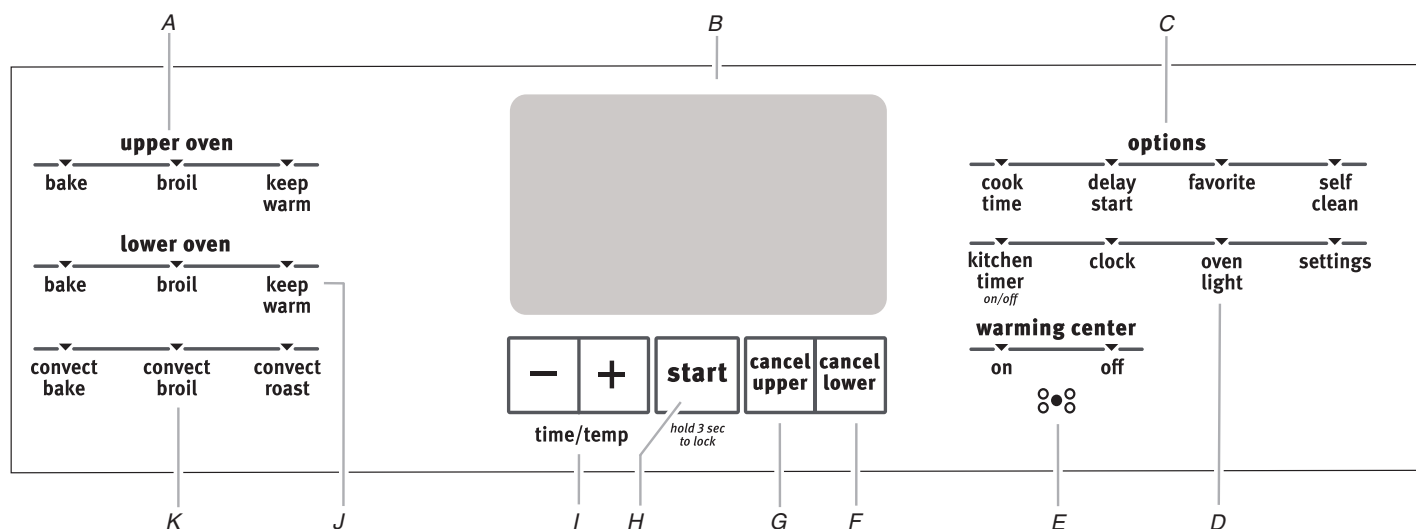 A B C
upper oven
bake broil keep warm
lower oven
bake broil keep warm
convect bake convect broil convect roast
− +
time/temp
start
hold 3 sec
to lock
cancel upper
cancel lower
options
cook time delay start favorite self clean
kitchen timer on/off clock oven light settings
warming center
on off
K J I H G F E D